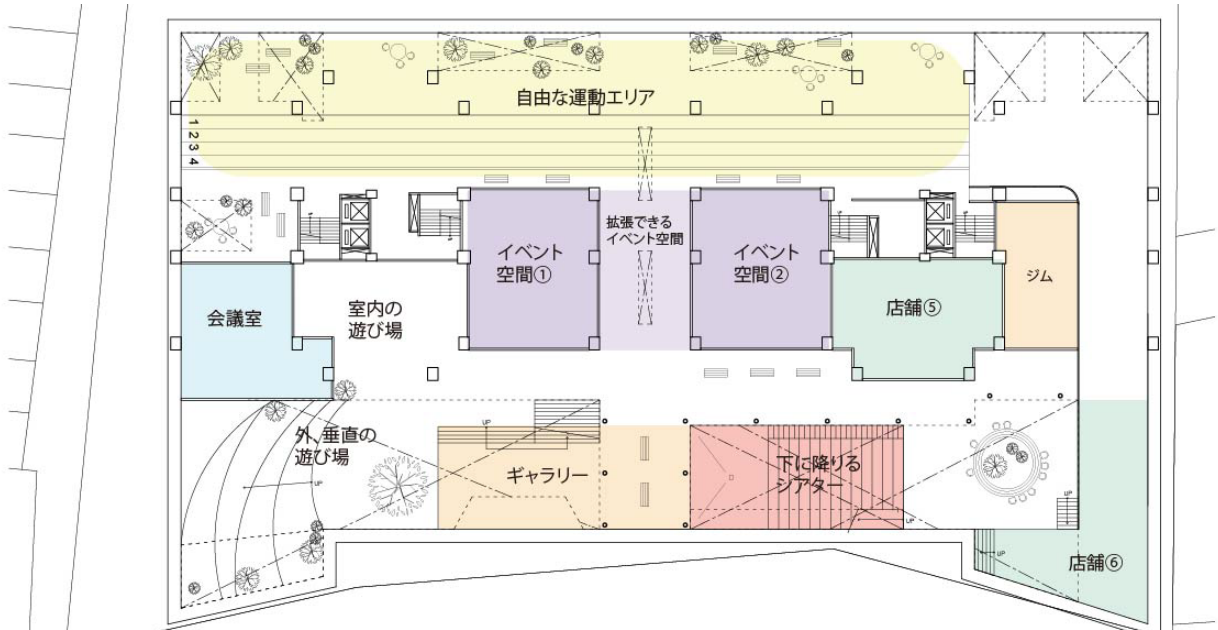 自由な運動エリア
1
2
3
4
拡張できる
イベント空間
イベント
空間①
イベント
空間②
ジム
店舗⑤
会議室
室内の
遊び場
外、垂直の
遊び場
ギャラリー
下に降りる
シアター
店舗⑥
UP
UP
UP
UP
UP
UP